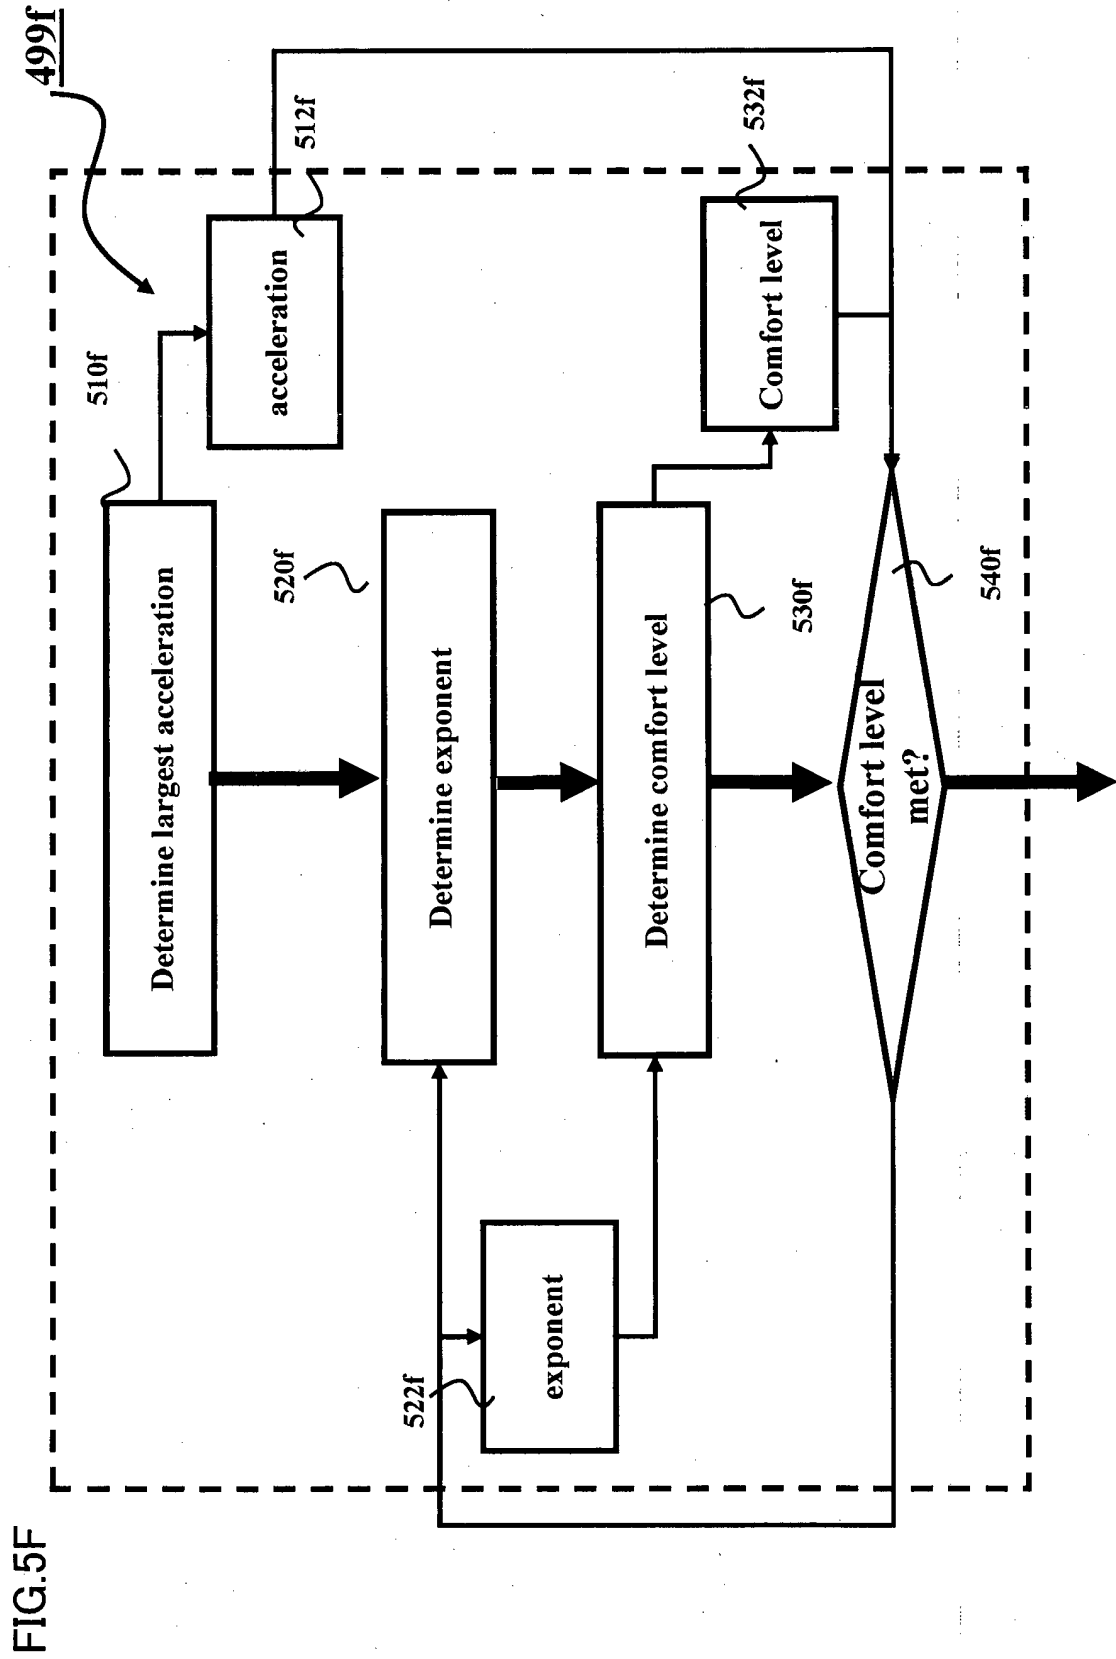 FIG.5F
499f
510f
Determine largest acceleration
512f
acceleration
520f
Determine exponent
522f
exponent
530f
Determine comfort level
532f
Comfort level
540f
Comfort level
met?